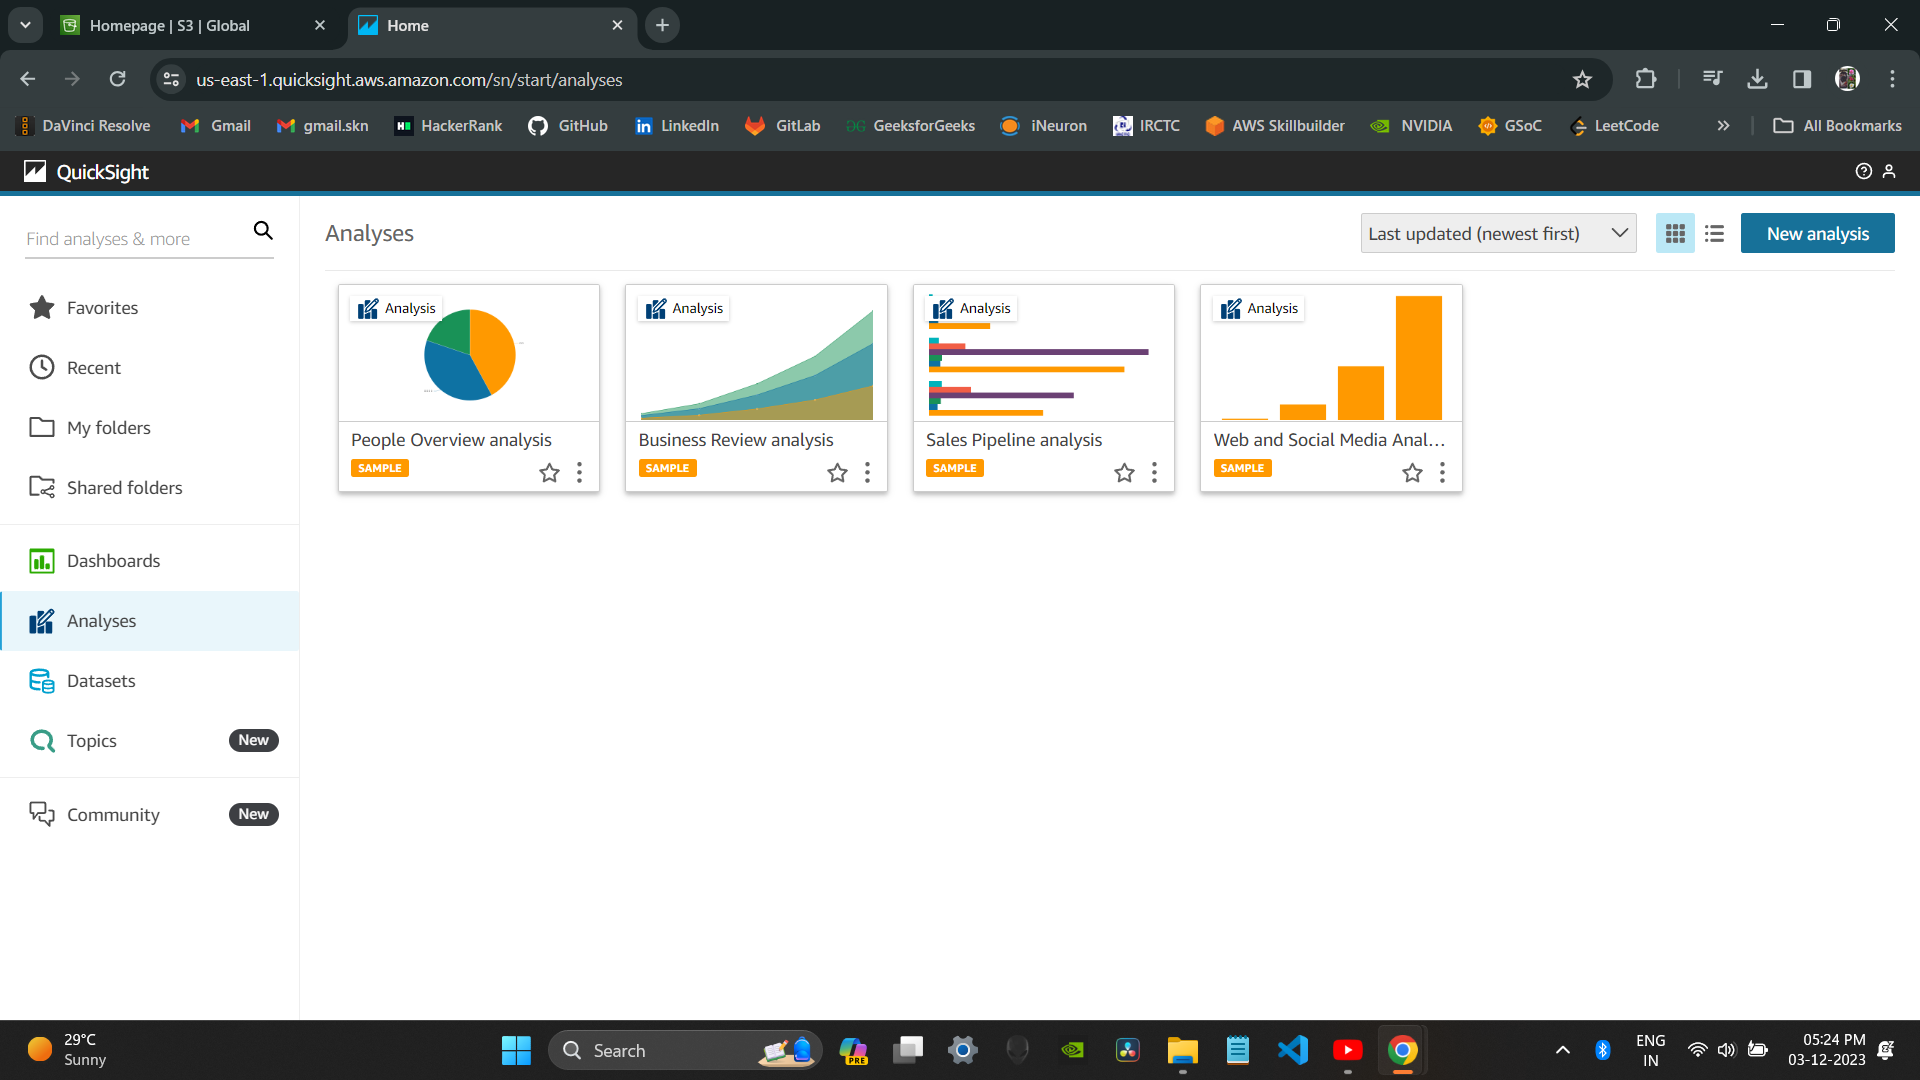 Homepage | S3 | Global
Home
us-east-1.quicksight.aws.amazon.com/sn/start/analyses
DaVinci Resolve
Gmail
gmail.skn
HackerRank
GitHub
LinkedIn
GitLab
GeeksforGeeks
iNeuron
IRCTC
AWS Skillbuilder
NVIDIA
GSoC
LeetCode
All Bookmarks
QuickSight
Find analyses & more
Favorites
Recent
My folders
Shared folders
Dashboards
Analyses
Datasets
Topics New
Community New
Analyses
Last updated (newest first)
New analysis
Analysis
People Overview analysis
SAMPLE
Analysis
Business Review analysis
SAMPLE
Analysis
Sales Pipeline analysis
SAMPLE
Analysis
Web and Social Media Anal...
SAMPLE
29°C
Sunny
Search
PRE
ENG
IN
05:24 PM
03-12-2023